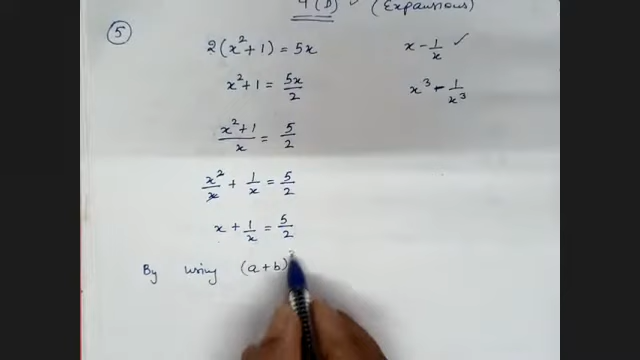 4(D) (Expansions)
5
2(x² + 1) = 5x
x² + 1 = 5x/2
(x² + 1)/x = 5/2
x²/x + 1/x = 5/2
x + 1/x = 5/2
By using (a + b)
x - 1/x ✓
x³ - 1/x³